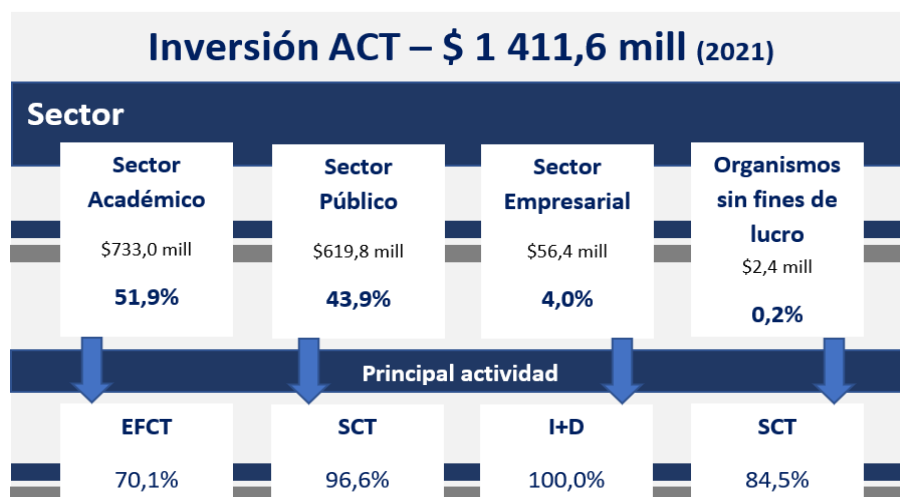 Inversión ACT – $ 1 411,6 mill (2021)
Sector
Sector
Académico
$733,0 mill
51,9%
Sector
Público
$619,8 mill
43,9%
Sector
Empresarial
$56,4 mill
4,0%
Organismos
sin fines de
lucro
$2,4 mill
0,2%
Principal actividad
EFCT
70,1%
SCT
96,6%
I+D
100,0%
SCT
84,5%